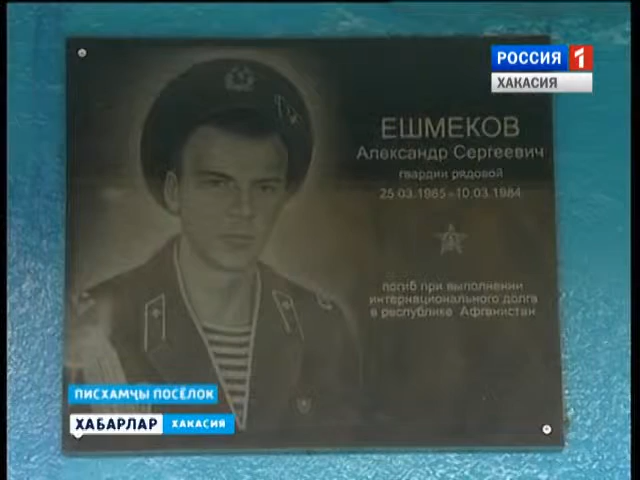 РОССИЯ 1
ХАКАСИЯ
ЕШМЕКОВ
Александр Сергеевич
гвардии рядовой
25.03.1965-10.03.1984
погиб при выполнении
интернационального долга
в республике Афганистан
ПИСХАМҶЫ ПОСЁЛОК
ХАБАРЛАР ХАКАСИЯ